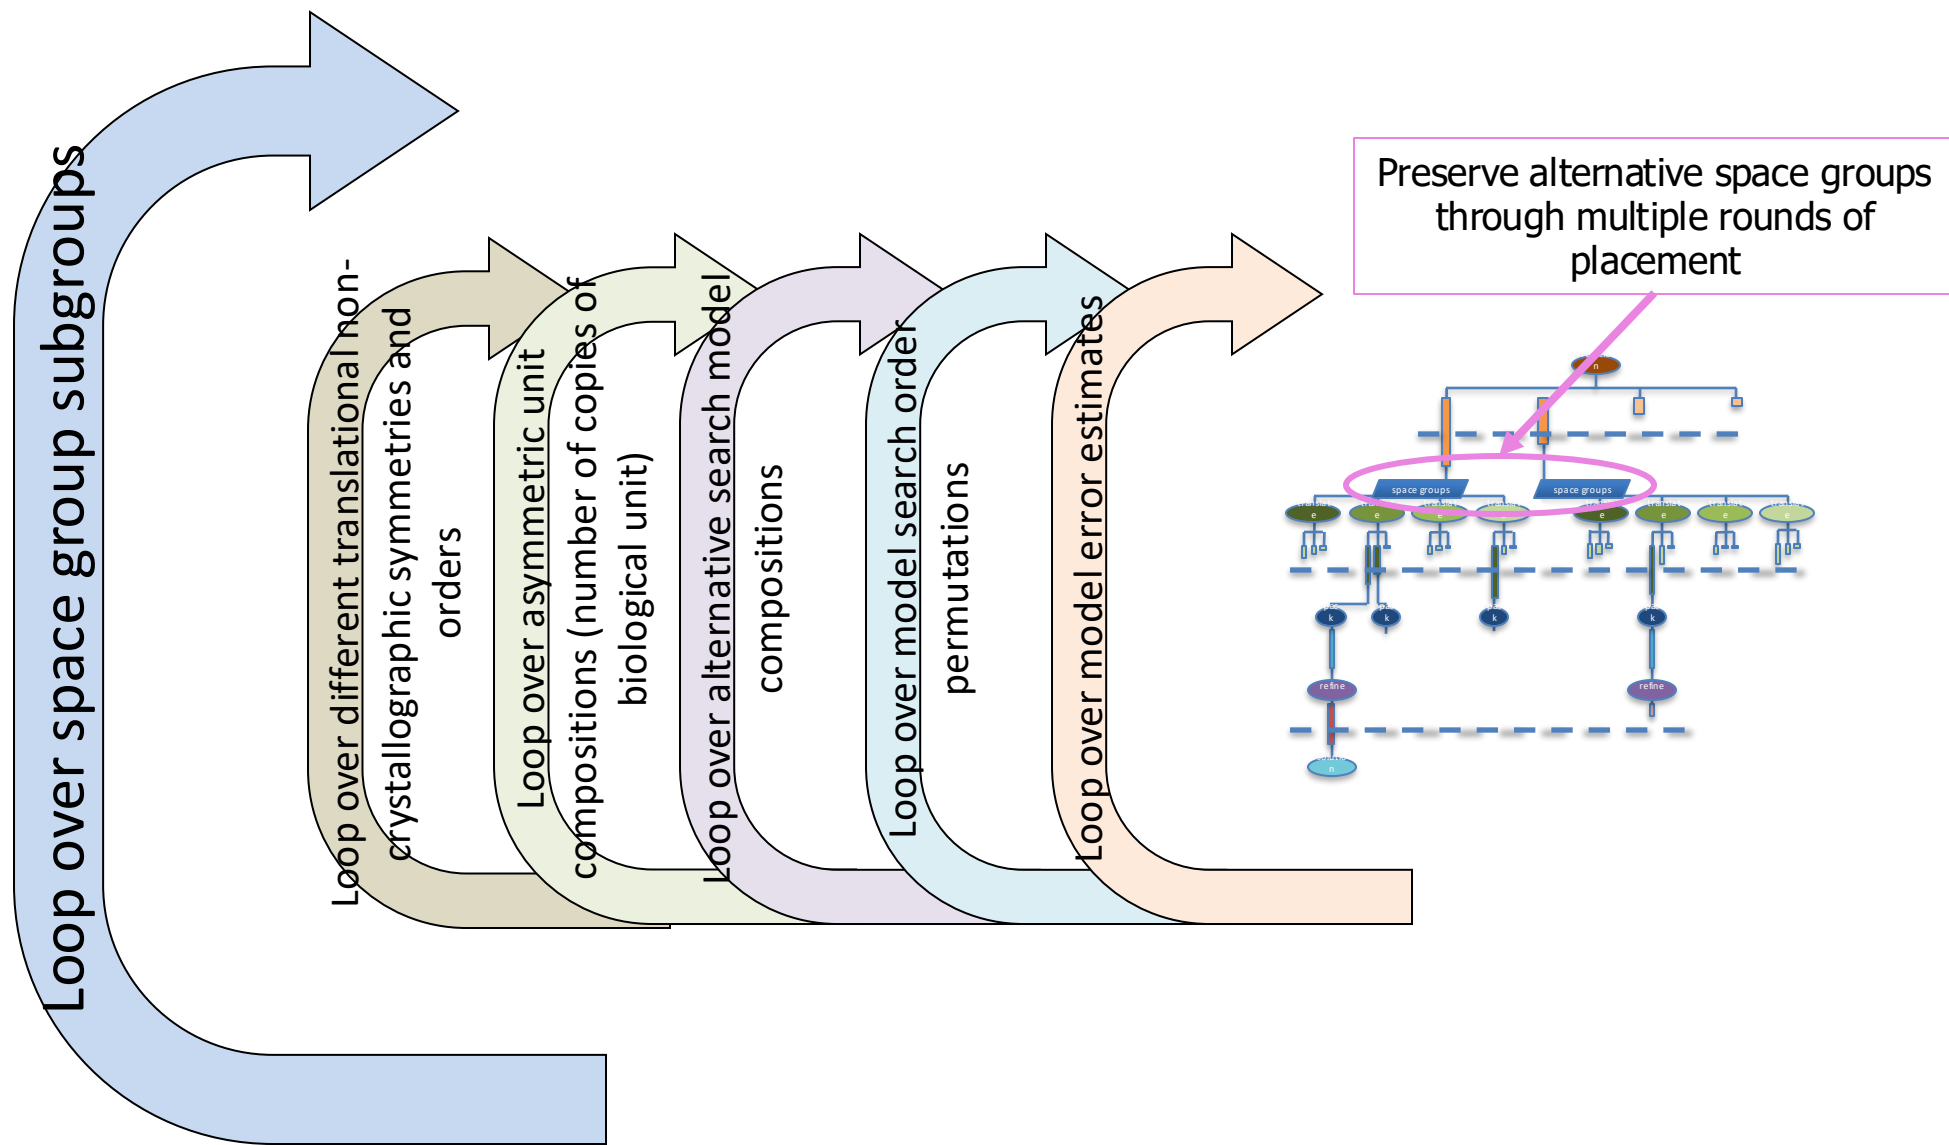 Loop over space group subgroups
Loop over different translational non-
crystallographic symmetries and
orders
Loop over asymmetric unit
compositions (number of copies of
biological unit)
Loop over alternative search model
compositions
Loop over model search order
permutations
Loop over model error estimates
Preserve alternative space groups
through multiple rounds of
placement
n
space groups
space groups
e
e
e
e
e
e
e
e
k
k
k
k
refine
refine
n